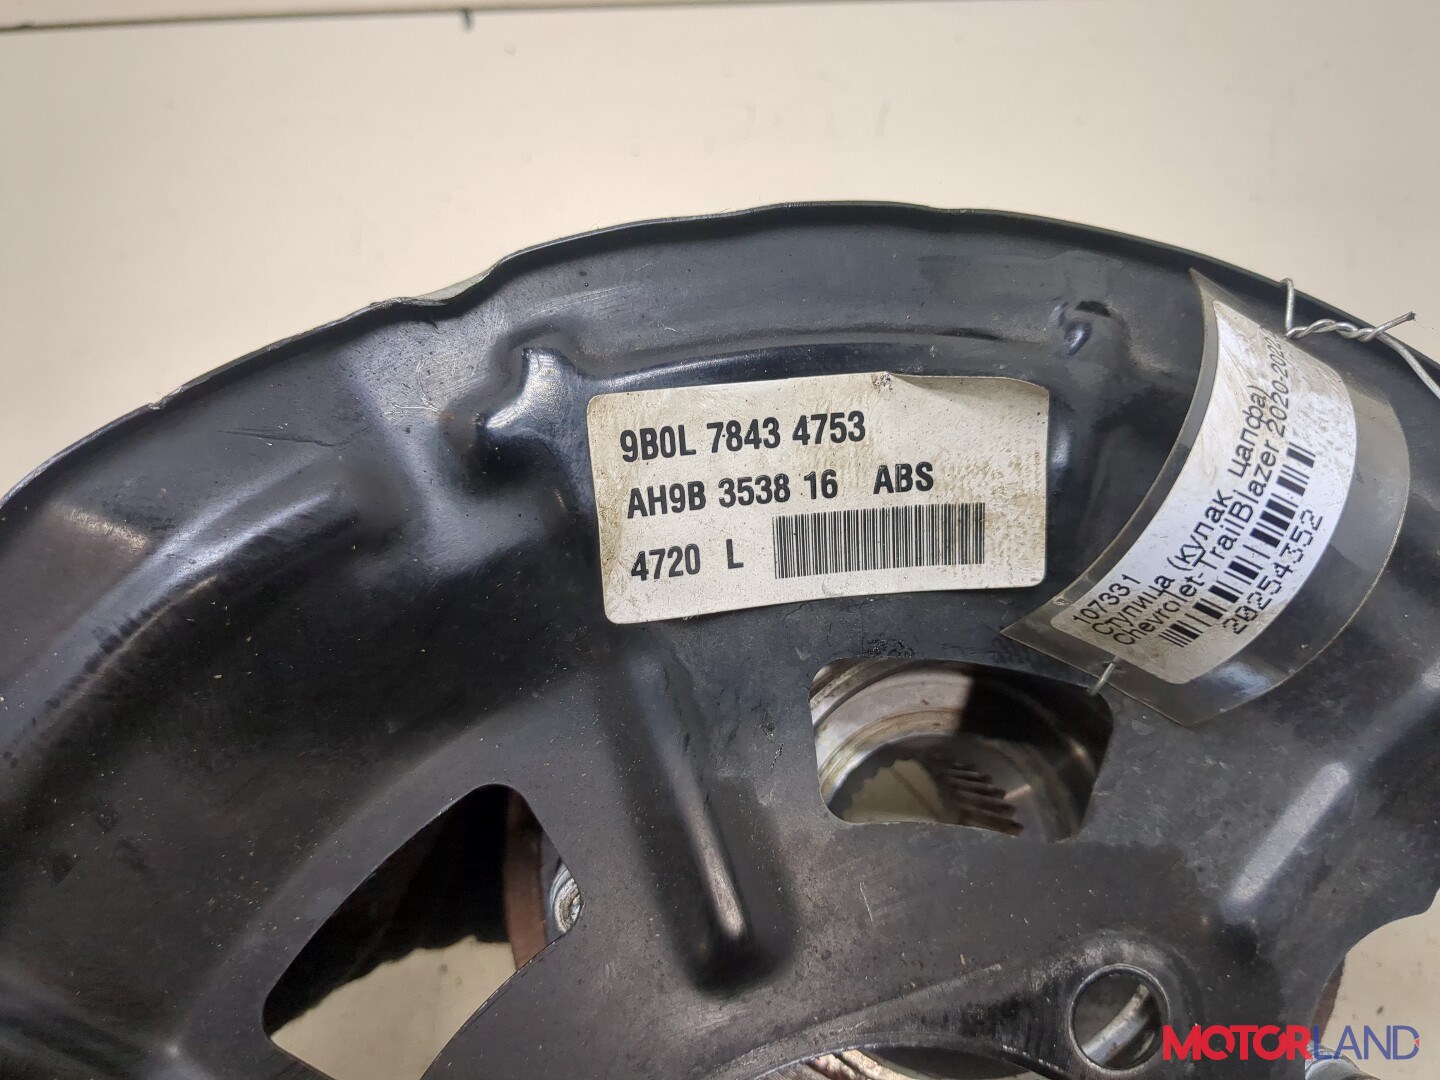 9B0L 7843 4753
AH9B 3538 16 ABS
4720 L
107331
Ступица (кулак, цапфа)
Chevrolet-TrailBlazer 2020-2022
20254352
MOTORLAND